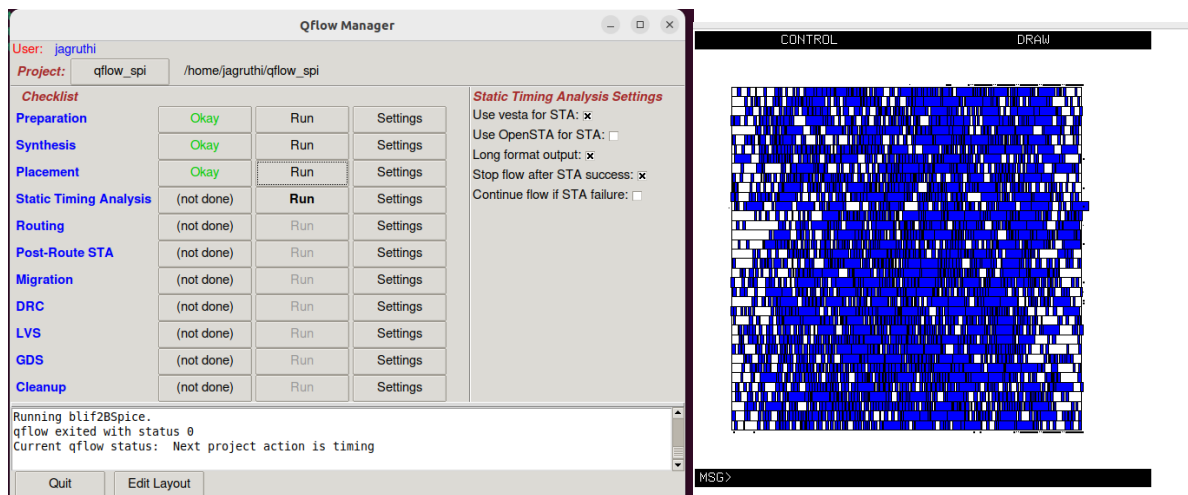 Qflow Manager
User: jagruthi
Project: qflow_spi /home/jagruthi/qflow_spi
Checklist
Preparation Okay Run Settings
Synthesis Okay Run Settings
Placement Okay Run Settings
Static Timing Analysis (not done) Run Settings
Routing (not done) Run Settings
Post-Route STA (not done) Run Settings
Migration (not done) Run Settings
DRC (not done) Run Settings
LVS (not done) Run Settings
GDS (not done) Run Settings
Cleanup (not done) Run Settings
Static Timing Analysis Settings
Use vesta for STA:
Use OpenSTA for STA:
Long format output:
Stop flow after STA success:
Continue flow if STA failure:
Running blif2BSpice.
qflow exited with status 0
Current qflow status: Next project action is timing
Quit Edit Layout
CONTROL DRAW
MSG>